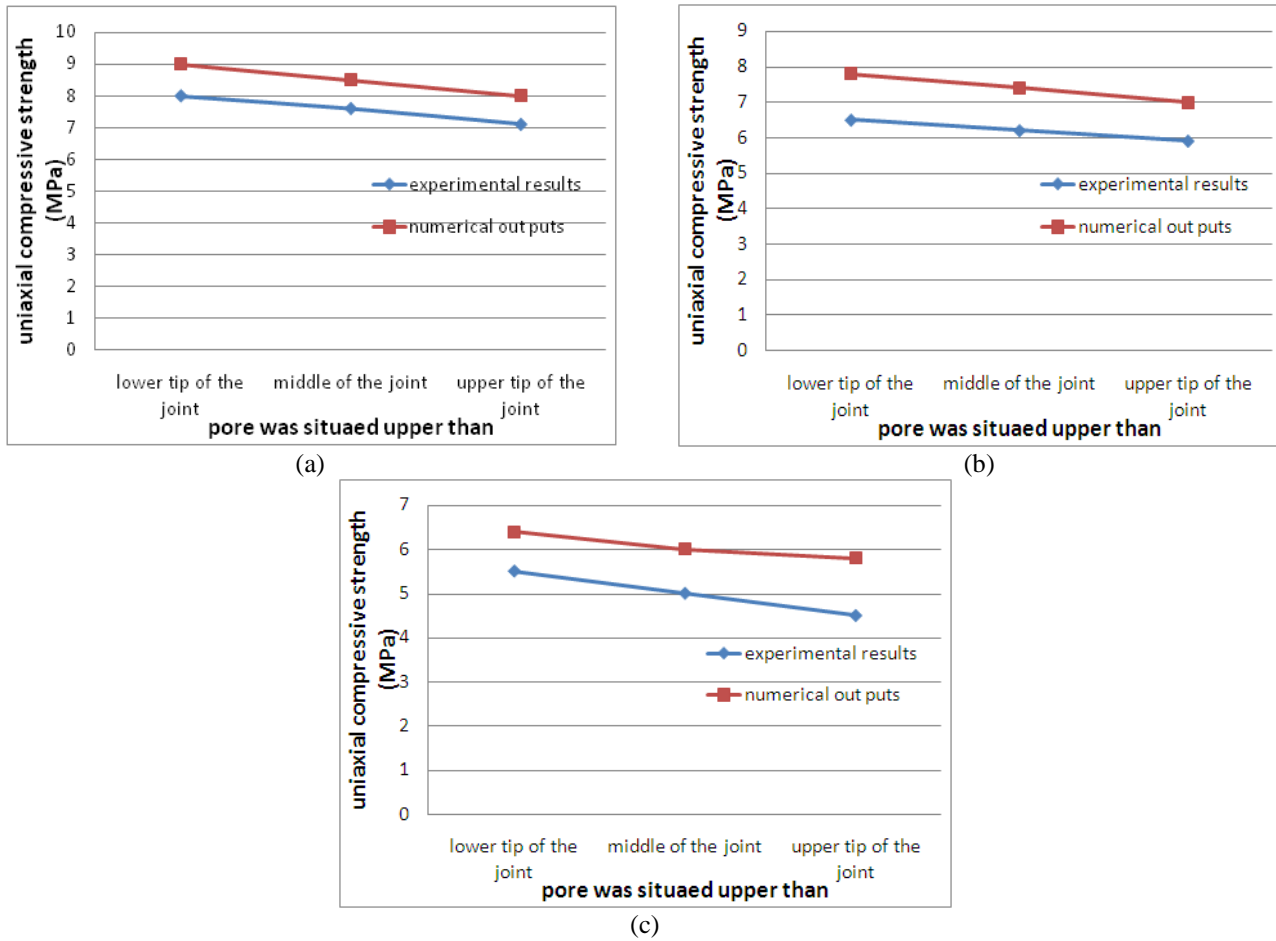 uniaxial compressive strength
(MPa)
10
9
8
7
6
5
4
3
2
1
0
experimental results
numerical out puts
lower tip of the
joint
middle of the joint
upper tip of the
joint
pore was situaed upper than
(a)
uniaxial compressive strength
(MPa)
9
8
7
6
5
4
3
2
1
0
experimental results
numerical out puts
lower tip of the
joint
middle of the joint
upper tip of the
joint
pore was situaed upper than
(b)
uniaxial compressive strength
(MPa)
7
6
5
4
3
2
1
0
experimental results
numerical out puts
lower tip of the
joint
middle of the joint
upper tip of the
joint
pore was situaed upper than
(c)